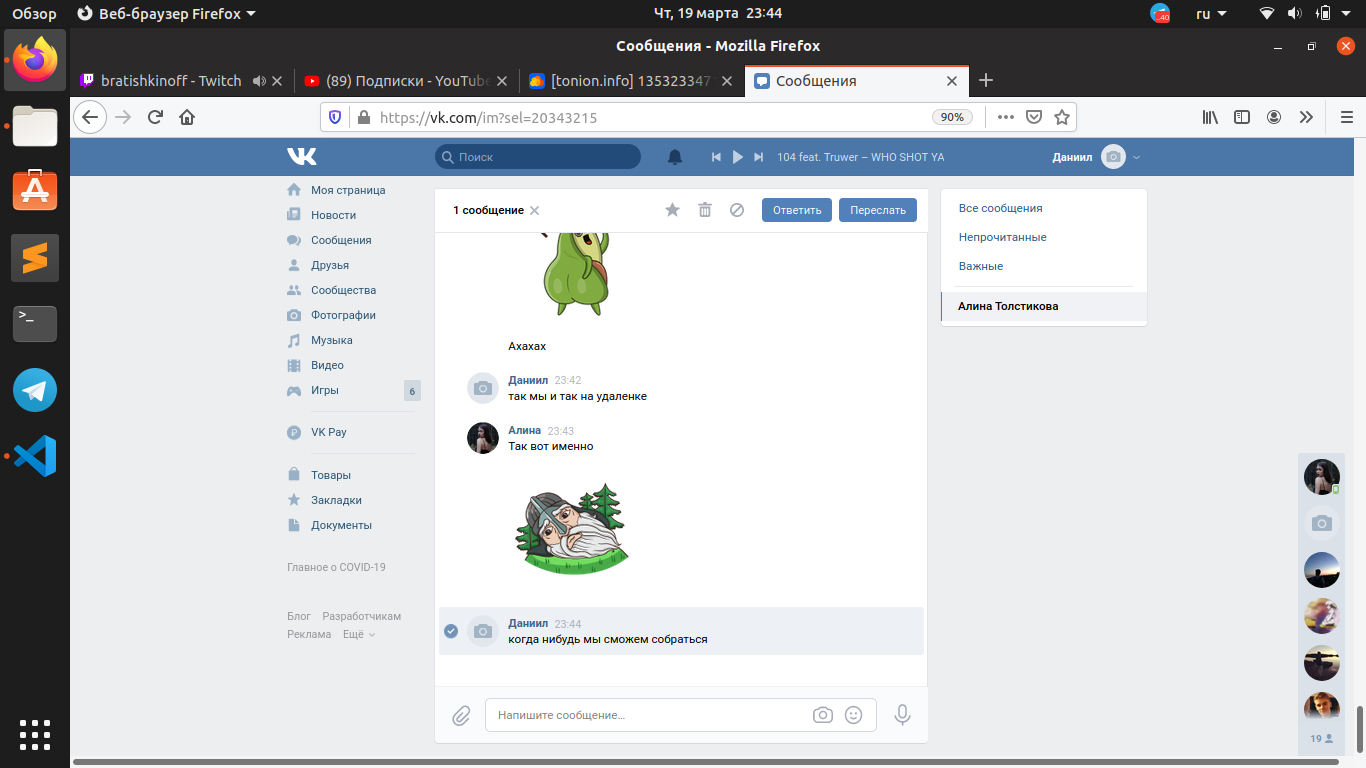 Обзор
Веб-браузер Firefox
Чт, 19 марта 23:44
40
ru
Сообщения - Mozilla Firefox
bratishkinoff - Twitch
(89) Подписки - YouTube
[tonion.info] 135323347
Сообщения
https://vk.com/im?sel=20343215
90%
Поиск
104 feat. Truwer – WHO SHOT YA
Даниил
Моя страница
Новости
Сообщения
Друзья
Сообщества
Фотографии
Музыка
Видео
Игры
6
VK Pay
Товары
Закладки
Документы
Главное о COVID-19
Блог Разработчикам
Реклама Ещё
1 сообщение
Ответить
Переслать
Ахахах
Даниил 23:42
так мы и так на удаленке
Алина 23:43
Так вот именно
Даниил 23:44
когда нибудь мы сможем собраться
Напишите сообщение...
Все сообщения
Непрочитанные
Важные
Алина Толстикова
19